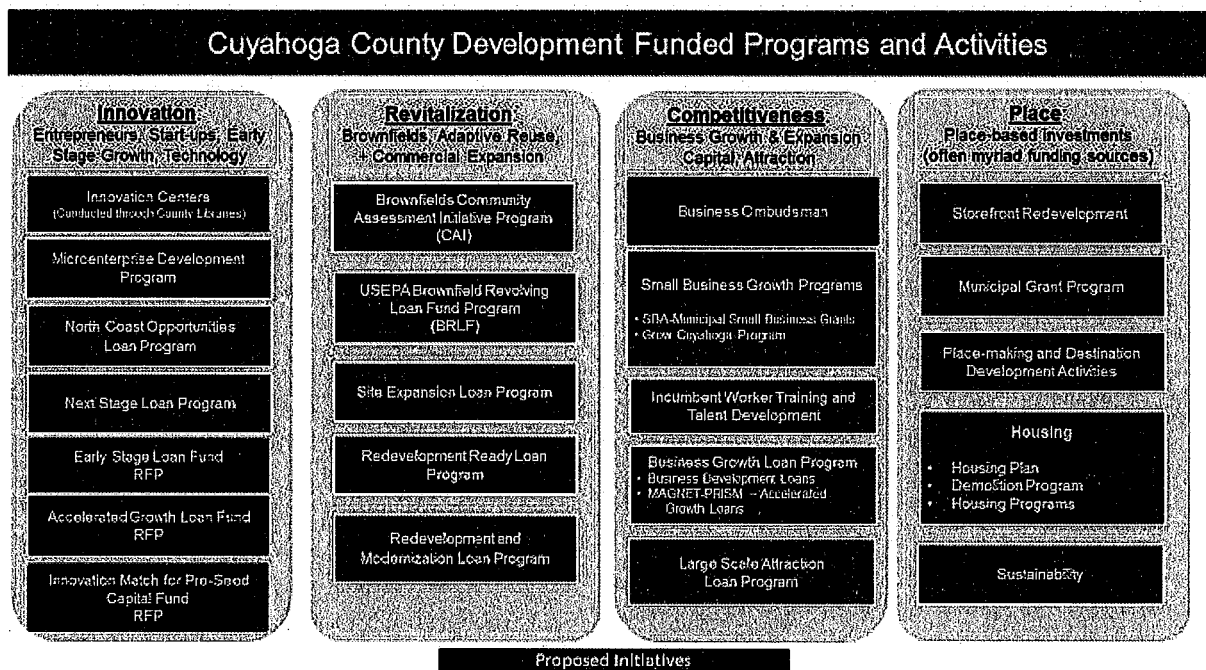 Cuyahoga County Development Funded Programs and Activities
Innovation:
Entrepreneurs, Start-ups, Early
Stage Growth, Technology
Innovation Centers
(Conducted through County Libraries)
Microenterprise Development
Program
North Coast Opportunities
Loan Program
Next Stage Loan Program
Early Stage Loan Fund
RFP
Accelerated Growth Loan Fund
RFP
Innovation Match for Pre-Seed
Capital Fund
RFP
Revitalization:
Brownfields, Adaptive Reuse,
+ Commercial Expansion
Brownfields Community
Assessment Initiative Program
(CAI)
USEPA Brownfield Revolving
Loan Fund Program
(BRLF)
Site Expansion Loan Program
Redevelopment Ready Loan
Program
Redevelopment and
Modernization Loan Program
Competitiveness:
Business Growth & Expansion
Capital, Attraction
Business Ombudsman
Small Business Growth Programs
• SBA-Municipal Small Business Grants
• Grow Cuyahoga Program
Incumbent Worker Training and
Talent Development
Business Growth Loan Program
• Business Development Loans
• MAGNET-PRISM – Accelerated
Growth Loans
Large Scale Attraction
Loan Program
Place:
Place-based investments
(often myriad funding sources)
Storefront Redevelopment
Municipal Grant Program
Place-making and Destination
Development Activities
Housing
• Housing Plan
• Demolition Program
• Housing Programs
Sustainability
Proposed Initiatives